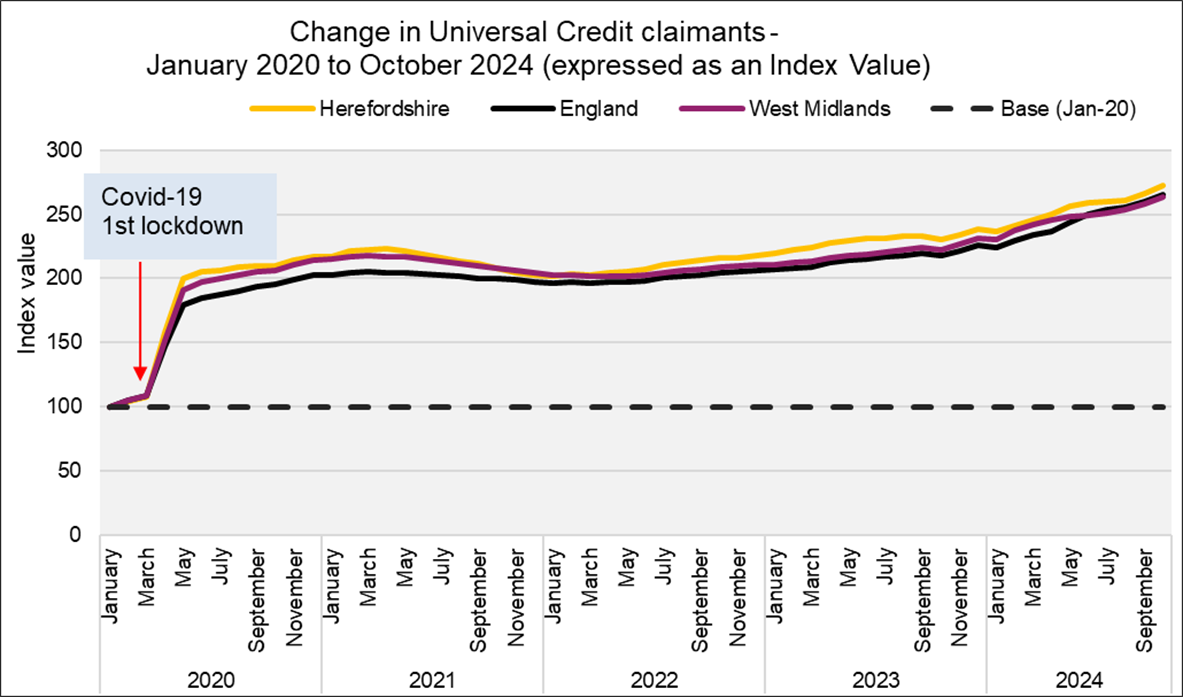 Change in Universal Credit claimants -
January 2020 to October 2024 (expressed as an Index Value)
Herefordshire England West Midlands Base (Jan-20)
Covid-19
1st lockdown
Index value
300
250
200
150
100
50
0
January March May July September November January March May July September November January March May July September November January March May July September November January March May July September
2020 2021 2022 2023 2024